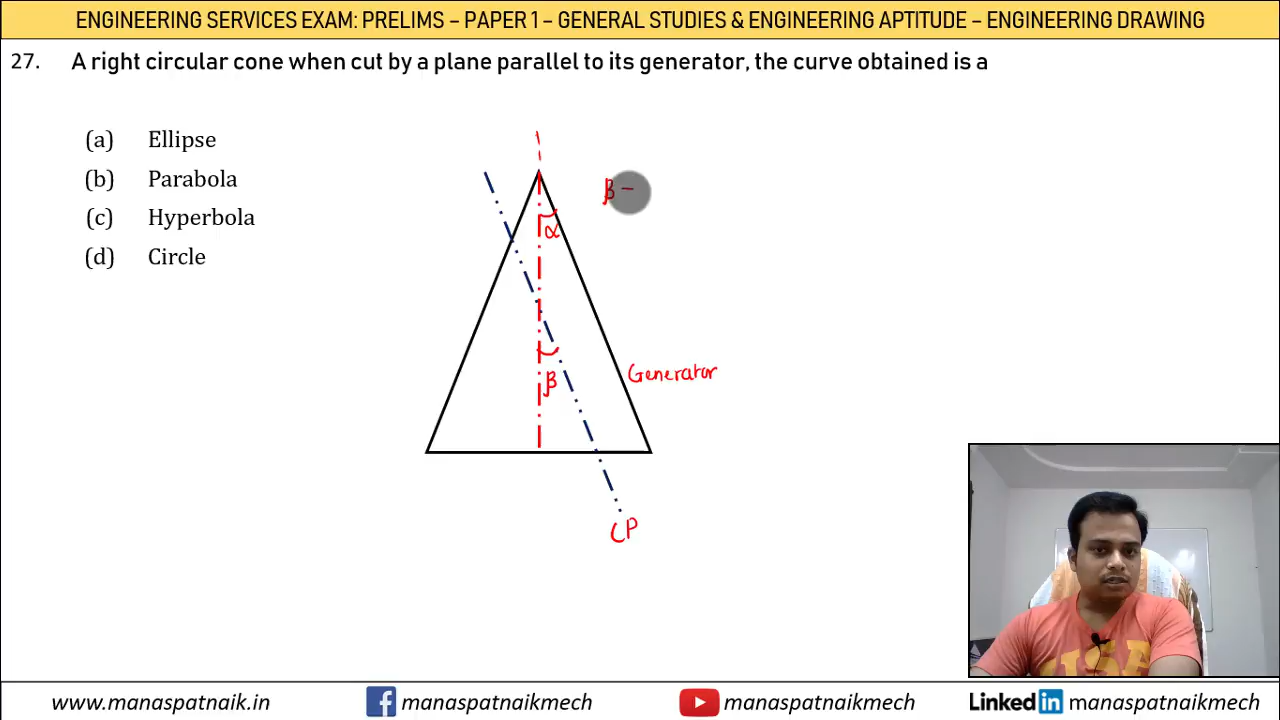 ENGINEERING SERVICES EXAM: PRELIMS – PAPER 1 – GENERAL STUDIES & ENGINEERING APTITUDE – ENGINEERING DRAWING
27. A right circular cone when cut by a plane parallel to its generator, the curve obtained is a
(a) Ellipse
(b) Parabola
(c) Hyperbola
(d) Circle
β =
α
β
Generator
CP
www.manaspatnaik.in
f manaspatnaikmech
manaspatnaikmech
Linked in manaspatnaikmech